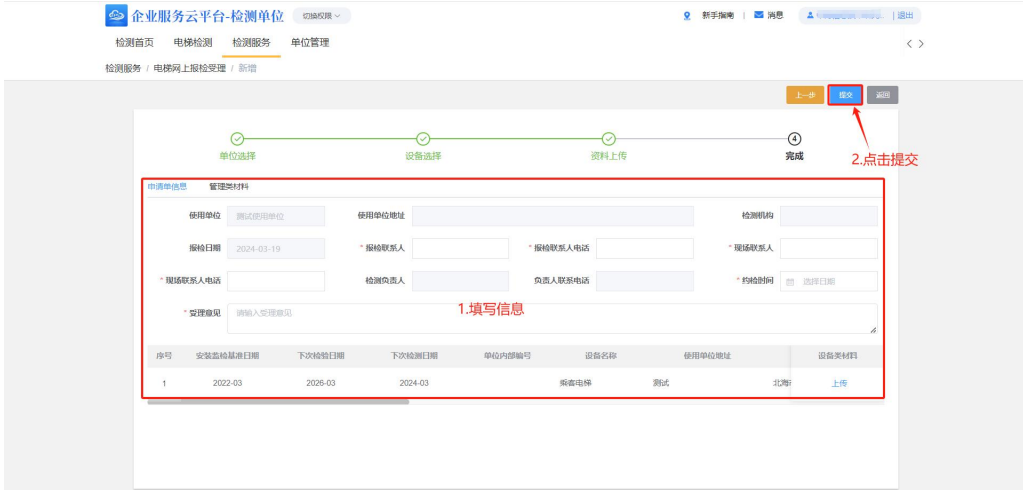 企业服务云平台-检测单位 切换权限 新手指南 消息 退出
检测首页 电梯检测 检测服务 单位管理
检测服务 / 电梯网上报检受理 / 新增
上一步 提交 返回
4
单位选择 设备选择 资料上传 完成
2.点击提交
申请单信息 管理类材料
使用单位 测试使用单位 使用单位地址 检测机构
报检日期 2024-03-19 * 报检联系人 * 报检联系人电话 * 现场联系人
* 现场联系人电话 检测负责人 负责人联系电话 * 约检时间 选择日期
* 受理意见 请输入受理意见
1.填写信息
序号 安装监检基准日期 下次检验日期 下次检测日期 单位内部编号 设备名称 使用单位地址 设备类材料
1 2022-03 2026-03 2024-03 乘客电梯 测试 北海 上传